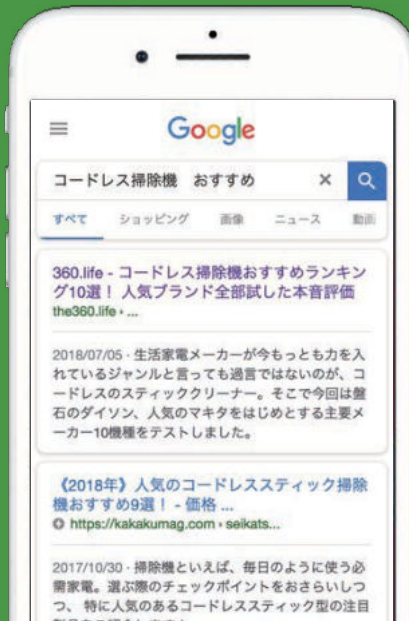 Google
コードレス掃除機　おすすめ ×
すべて ショッピング 画像 ニュース 動画
360.life - コードレス掃除機おすすめランキン
グ10選！ 人気ブランド全部試した本音評価
the360.life › ...
2018/07/05 · 生活家電メーカーが今もっとも力を入
れているジャンルと言っても過言ではないのが、コ
ードレスのスティッククリーナー。そこで今回は盤
石のダイソン、人気のマキタをはじめとする主要メ
ーカー10機種をテストしました。
《2018年》人気のコードレススティック掃除
機おすすめ9選！ - 価格 ...
https://kakakumag.com › seikats...
2017/10/30 · 掃除機といえば、毎日のように使う必
需家電。選ぶ際のチェックポイントをおさらいしつ
つ、 特に人気のあるコードレススティック型の注目